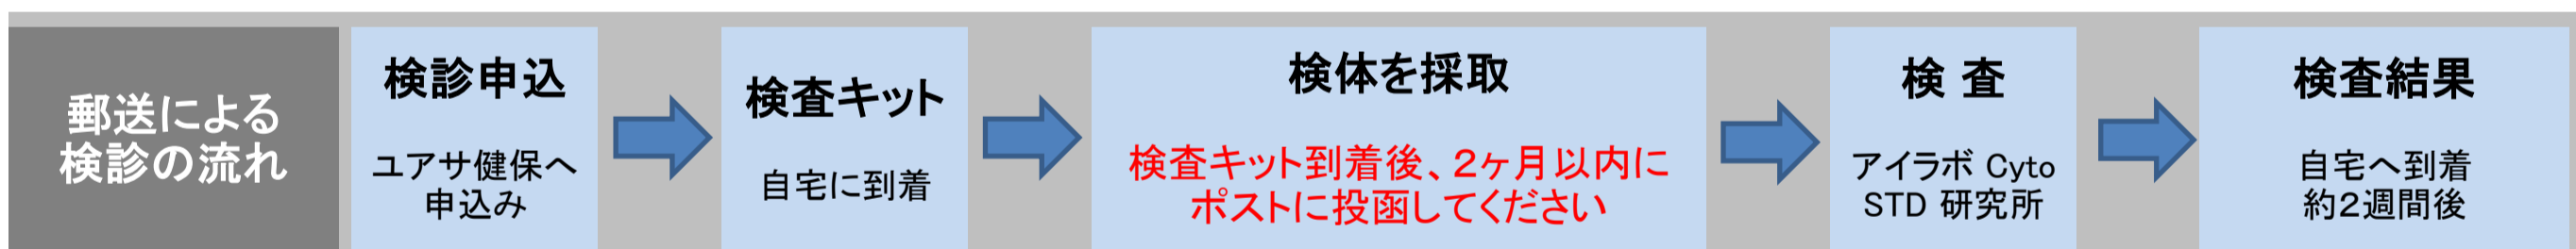 郵送による
検診の流れ
検診申込
ユアサ健保へ
申込み
検査キット
自宅に到着
検体を採取
検査キット到着後、2ヶ月以内に
ポストに投函してください
検 査
アイラボ Cyto
STD 研究所
検査結果
自宅へ到着
約2週間後